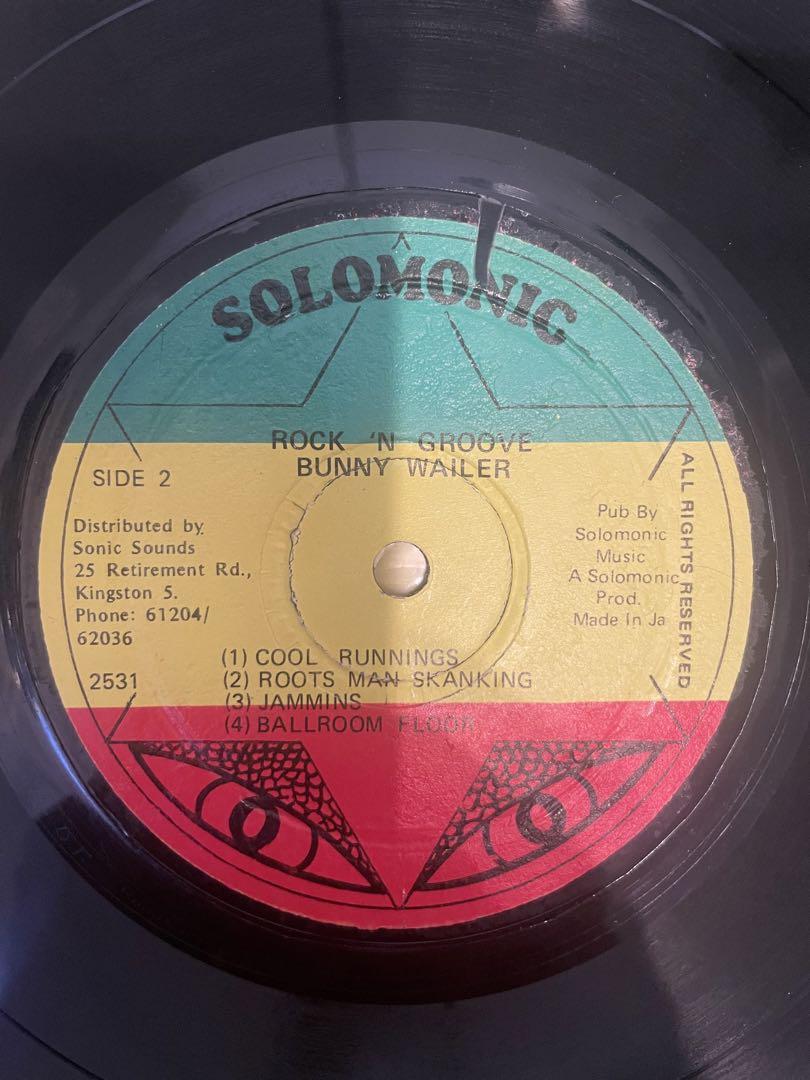 SOLOMONIC
ROCK 'N GROOVE
BUNNY WAILER
SIDE 2
Distributed by
Sonic Sounds
25 Retirement Rd.,
Kingston 5.
Phone: 61204/
62036
2531
Pub By
Solomonic
Music
A Solomonic
Prod.
Made In Ja
ALL RIGHTS RESERVED
(1) COOL RUNNINGS
(2) ROOTS MAN SKANKING
(3) JAMMINS
(4) BALLROOM FLOOR